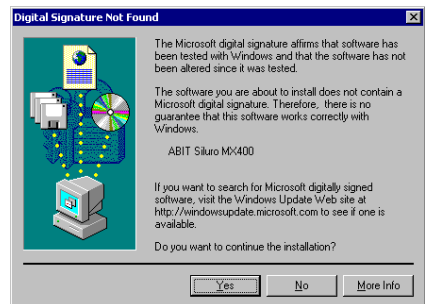 Digital Signature Not Found
The Microsoft digital signature affirms that software has
been tested with Windows and that the software has not
been altered since it was tested.
The software you are about to install does not contain a
Microsoft digital signature. Therefore, there is no
guarantee that this software works correctly with
Windows.
ABIT Siluro MX400
If you want to search for Microsoft digitally signed
software, visit the Windows Update Web site at
http://windowsupdate.microsoft.com to see if one is
available.
Do you want to continue the installation?
Yes No More Info